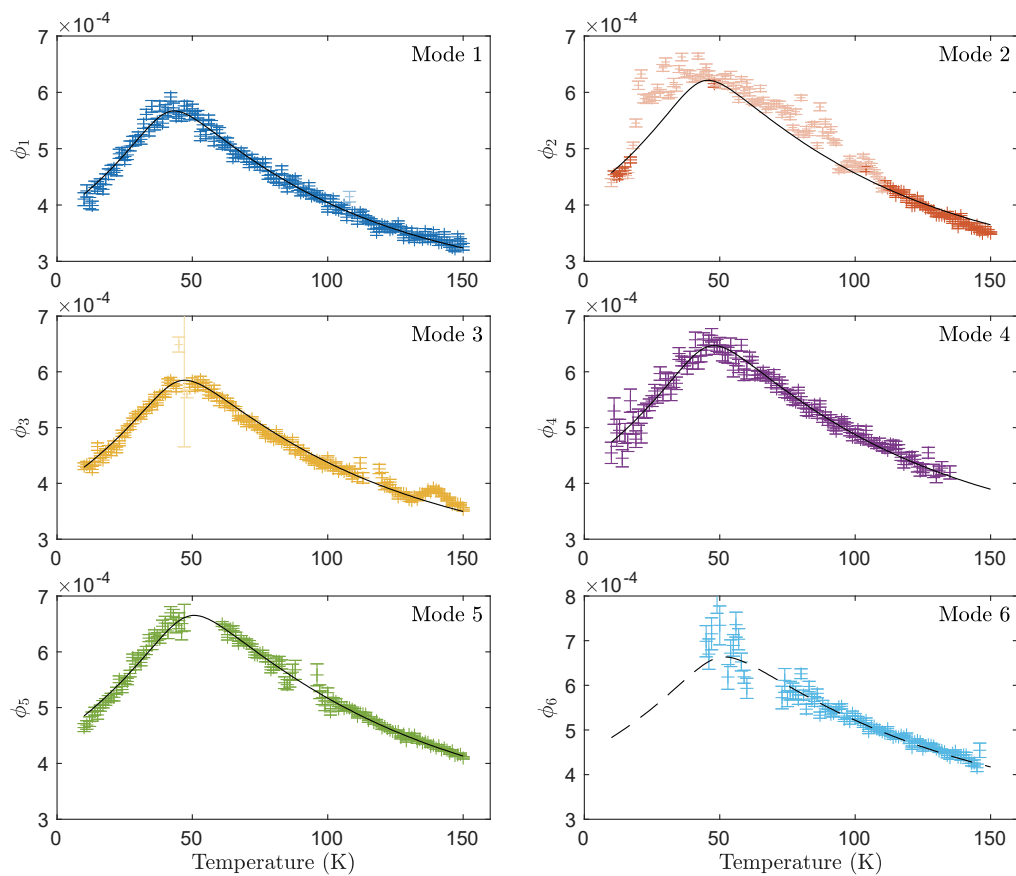 ×10⁻⁴ ×10⁻⁴
7 Mode 1 7 Mode 2
6 6
ϕ₁ 5 ϕ₂ 5
4 4
3 3
0 50 100 150 0 50 100 150
×10⁻⁴ ×10⁻⁴
7 Mode 3 7 Mode 4
6 6
ϕ₃ 5 ϕ₄ 5
4 4
3 3
0 50 100 150 0 50 100 150
×10⁻⁴ ×10⁻⁴
7 Mode 5 8 Mode 6
6 7
ϕ₅ 5 6
4 ϕ₆ 5
3 4
3
0 50 100 150 0 50 100 150
Temperature (K) Temperature (K)